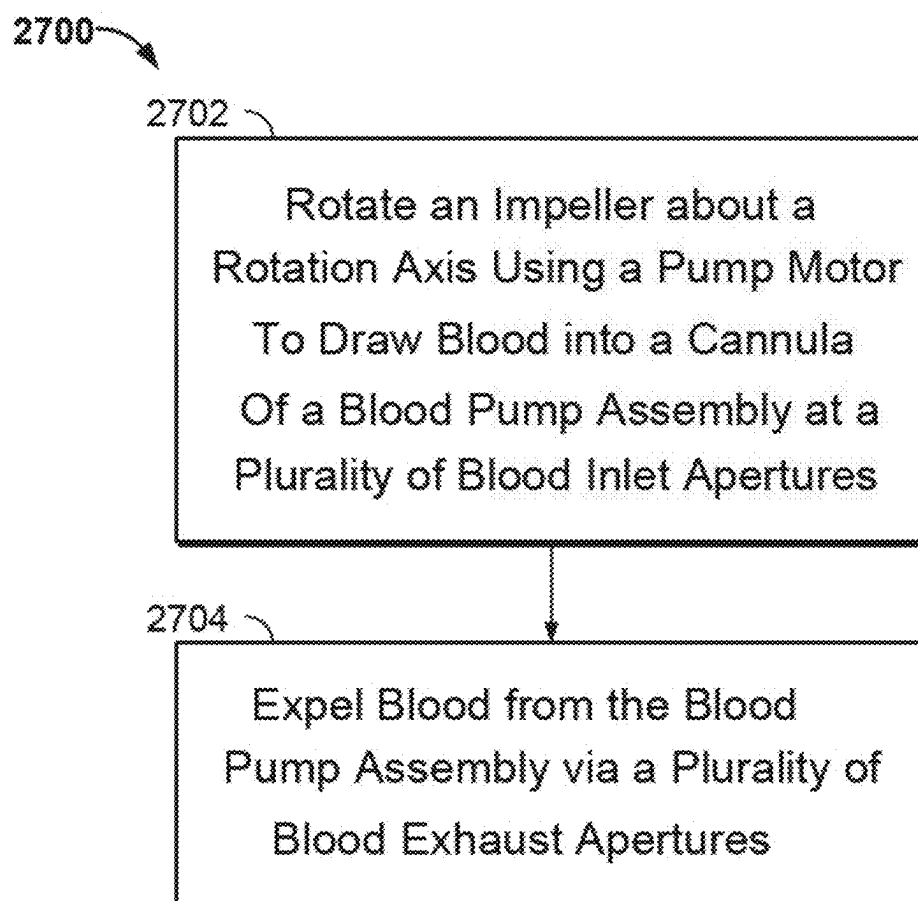 2700
2702
Rotate an Impeller about a
Rotation Axis Using a Pump Motor
To Draw Blood into a Cannula
Of a Blood Pump Assembly at a
Plurality of Blood Inlet Apertures
2704
Expel Blood from the Blood
Pump Assembly via a Plurality of
Blood Exhaust Apertures